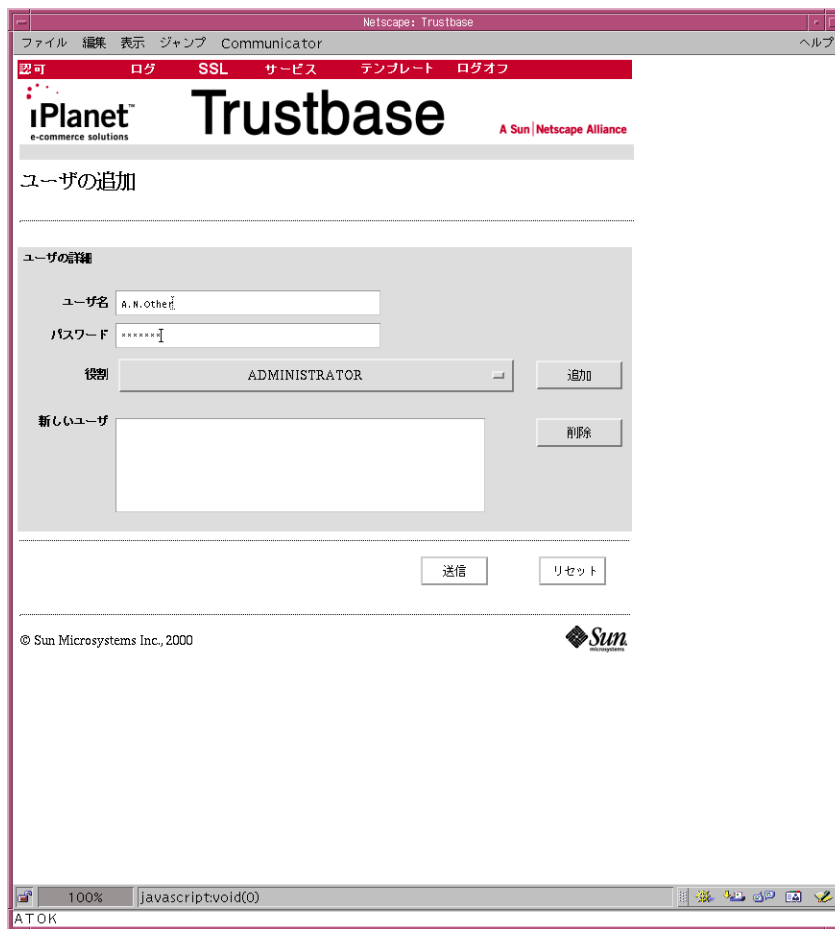 Netscape: Trustbase
ファイル 編集 表示 ジャンプ Communicator ヘルプ
認可 ログ SSL サービス テンプレート ログオフ
iPlanet™
e-commerce solutions
Trustbase
A Sun | Netscape Alliance
ユーザの追加
ユーザの詳細
ユーザ名 A.N.Other
パスワード *******
役割 ADMINISTRATOR 追加
新しいユーザ 削除
送信 リセット
© Sun Microsystems Inc., 2000
Sun
microsystems
100% javascript:void(0)
ATOK